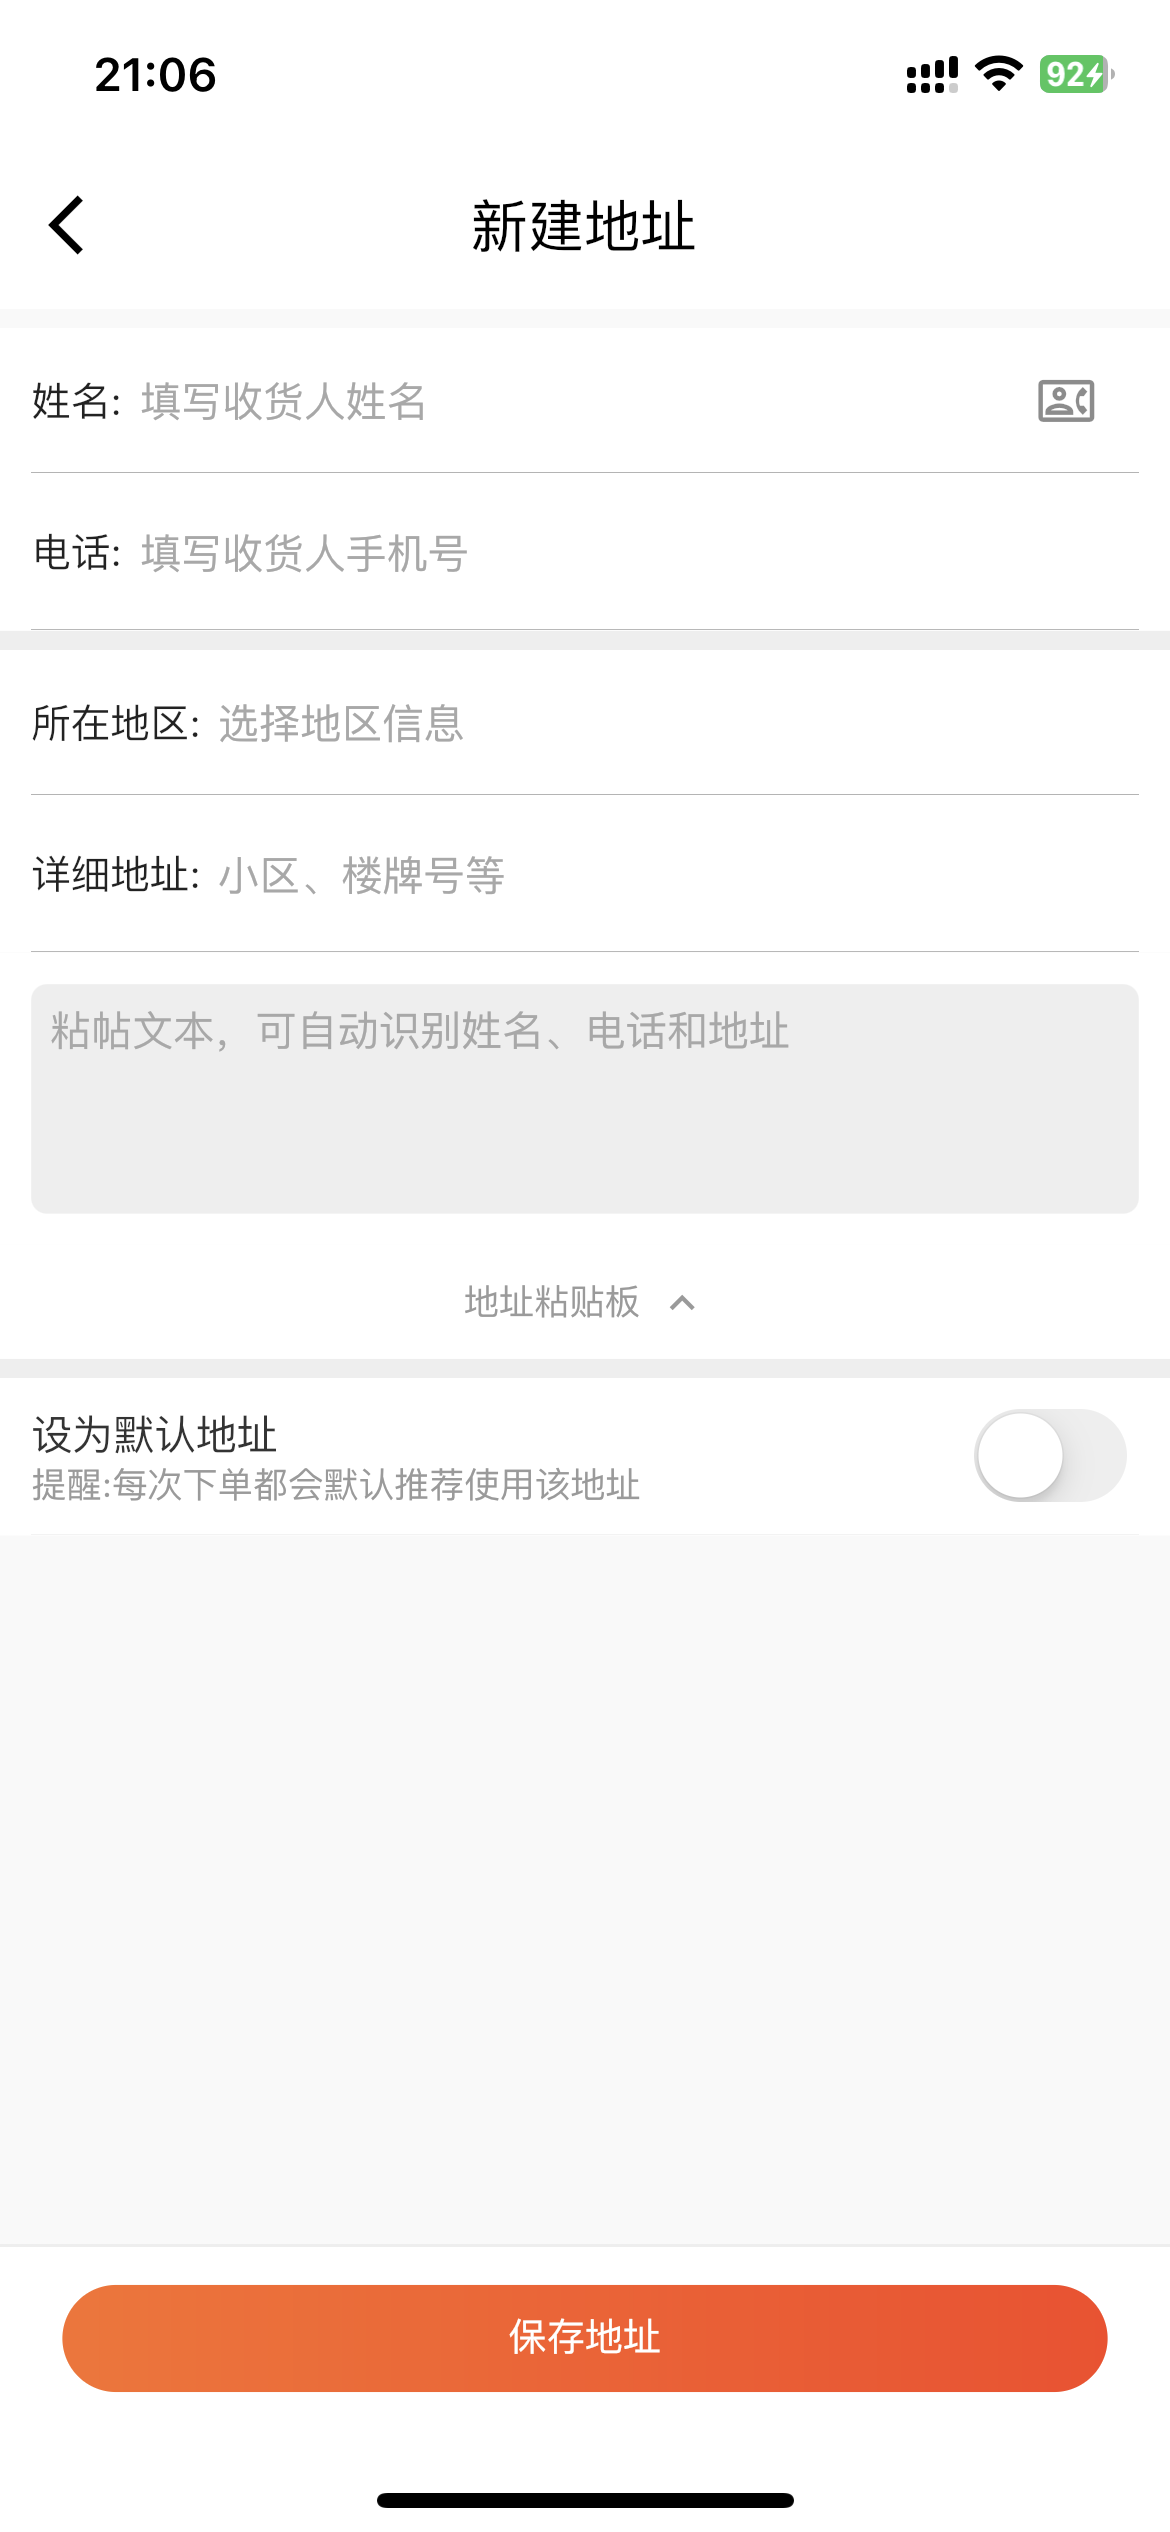 21:06
92
新建地址
姓名: 填写收货人姓名
电话: 填写收货人手机号
所在地区: 选择地区信息
详细地址: 小区、楼牌号等
粘帖文本，可自动识别姓名、电话和地址
地址粘贴板
设为默认地址
提醒:每次下单都会默认推荐使用该地址
保存地址